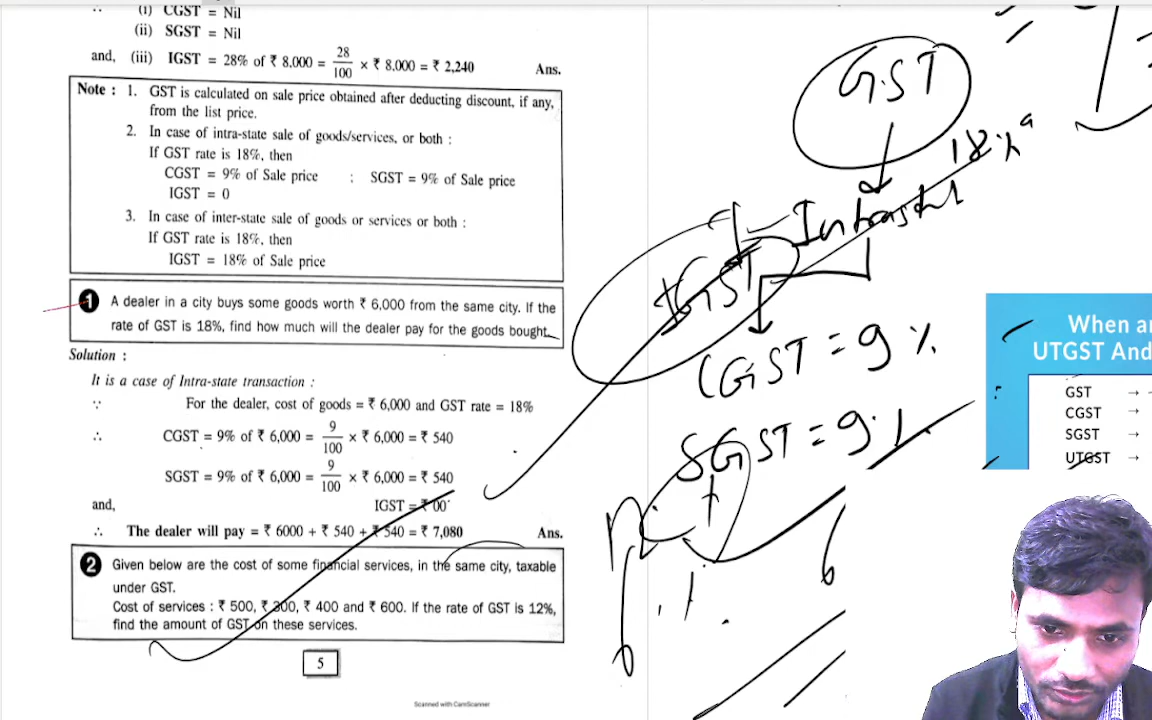 ∴ (i) CGST = Nil
(ii) SGST = Nil
and, (iii) IGST = 28% of ₹ 8,000 = 28/100 × ₹ 8,000 = ₹ 2,240 Ans.
Note : 1. GST is calculated on sale price obtained after deducting discount, if any,
from the list price.
2. In case of intra-state sale of goods/services, or both :
If GST rate is 18%, then
CGST = 9% of Sale price : SGST = 9% of Sale price
IGST = 0
3. In case of inter-state sale of goods or services or both :
If GST rate is 18%, then
IGST = 18% of Sale price
1 A dealer in a city buys some goods worth ₹ 6,000 from the same city. If the
rate of GST is 18%, find how much will the dealer pay for the goods bought.
Solution :
It is a case of Intra-state transaction :
∵ For the dealer, cost of goods = ₹ 6,000 and GST rate = 18%
∴ CGST = 9% of ₹ 6,000 = 9/100 × ₹ 6,000 = ₹ 540
SGST = 9% of ₹ 6,000 = 9/100 × ₹ 6,000 = ₹ 540
and, IGST = ₹ 00
∴ The dealer will pay = ₹ 6000 + ₹ 540 + ₹ 540 = ₹ 7,080 Ans.
2 Given below are the cost of some financial services, in the same city, taxable
under GST.
Cost of services : ₹ 500, ₹ 300, ₹ 400 and ₹ 600. If the rate of GST is 12%,
find the amount of GST on these services.
5
Scanned with CamScanner
GST
18%
IGST
CGST = 9%
SGST = 9%
When
UTGST And
GST →
CGST →
SGST →
UTGST →